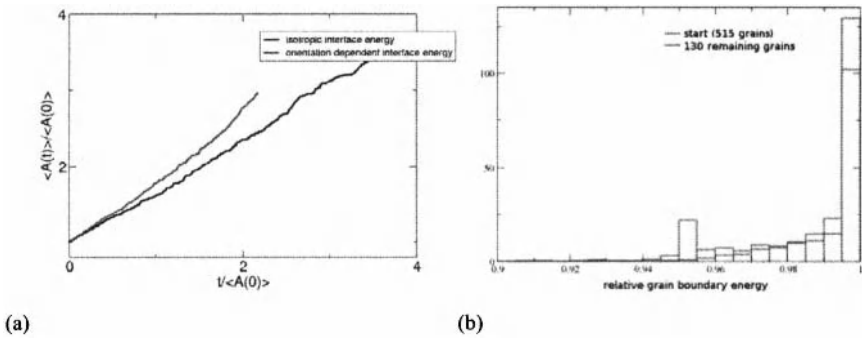 4
isotropic interface energy
orientation dependent interface energy
<A(t)>/<A(0)>
2
0
2
4
t/<A(0)>
(a)
start (515 grains)
130 remaining grains
100
50
0
0.9
0.92
0.94
0.96
0.98
1
relative grain boundary energy
(b)